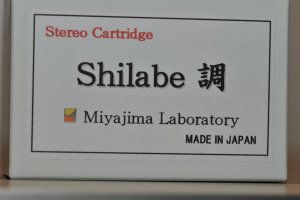 Stereo Cartridge
Shilabe 調
Miyajima Laboratory
MADE IN JAPAN